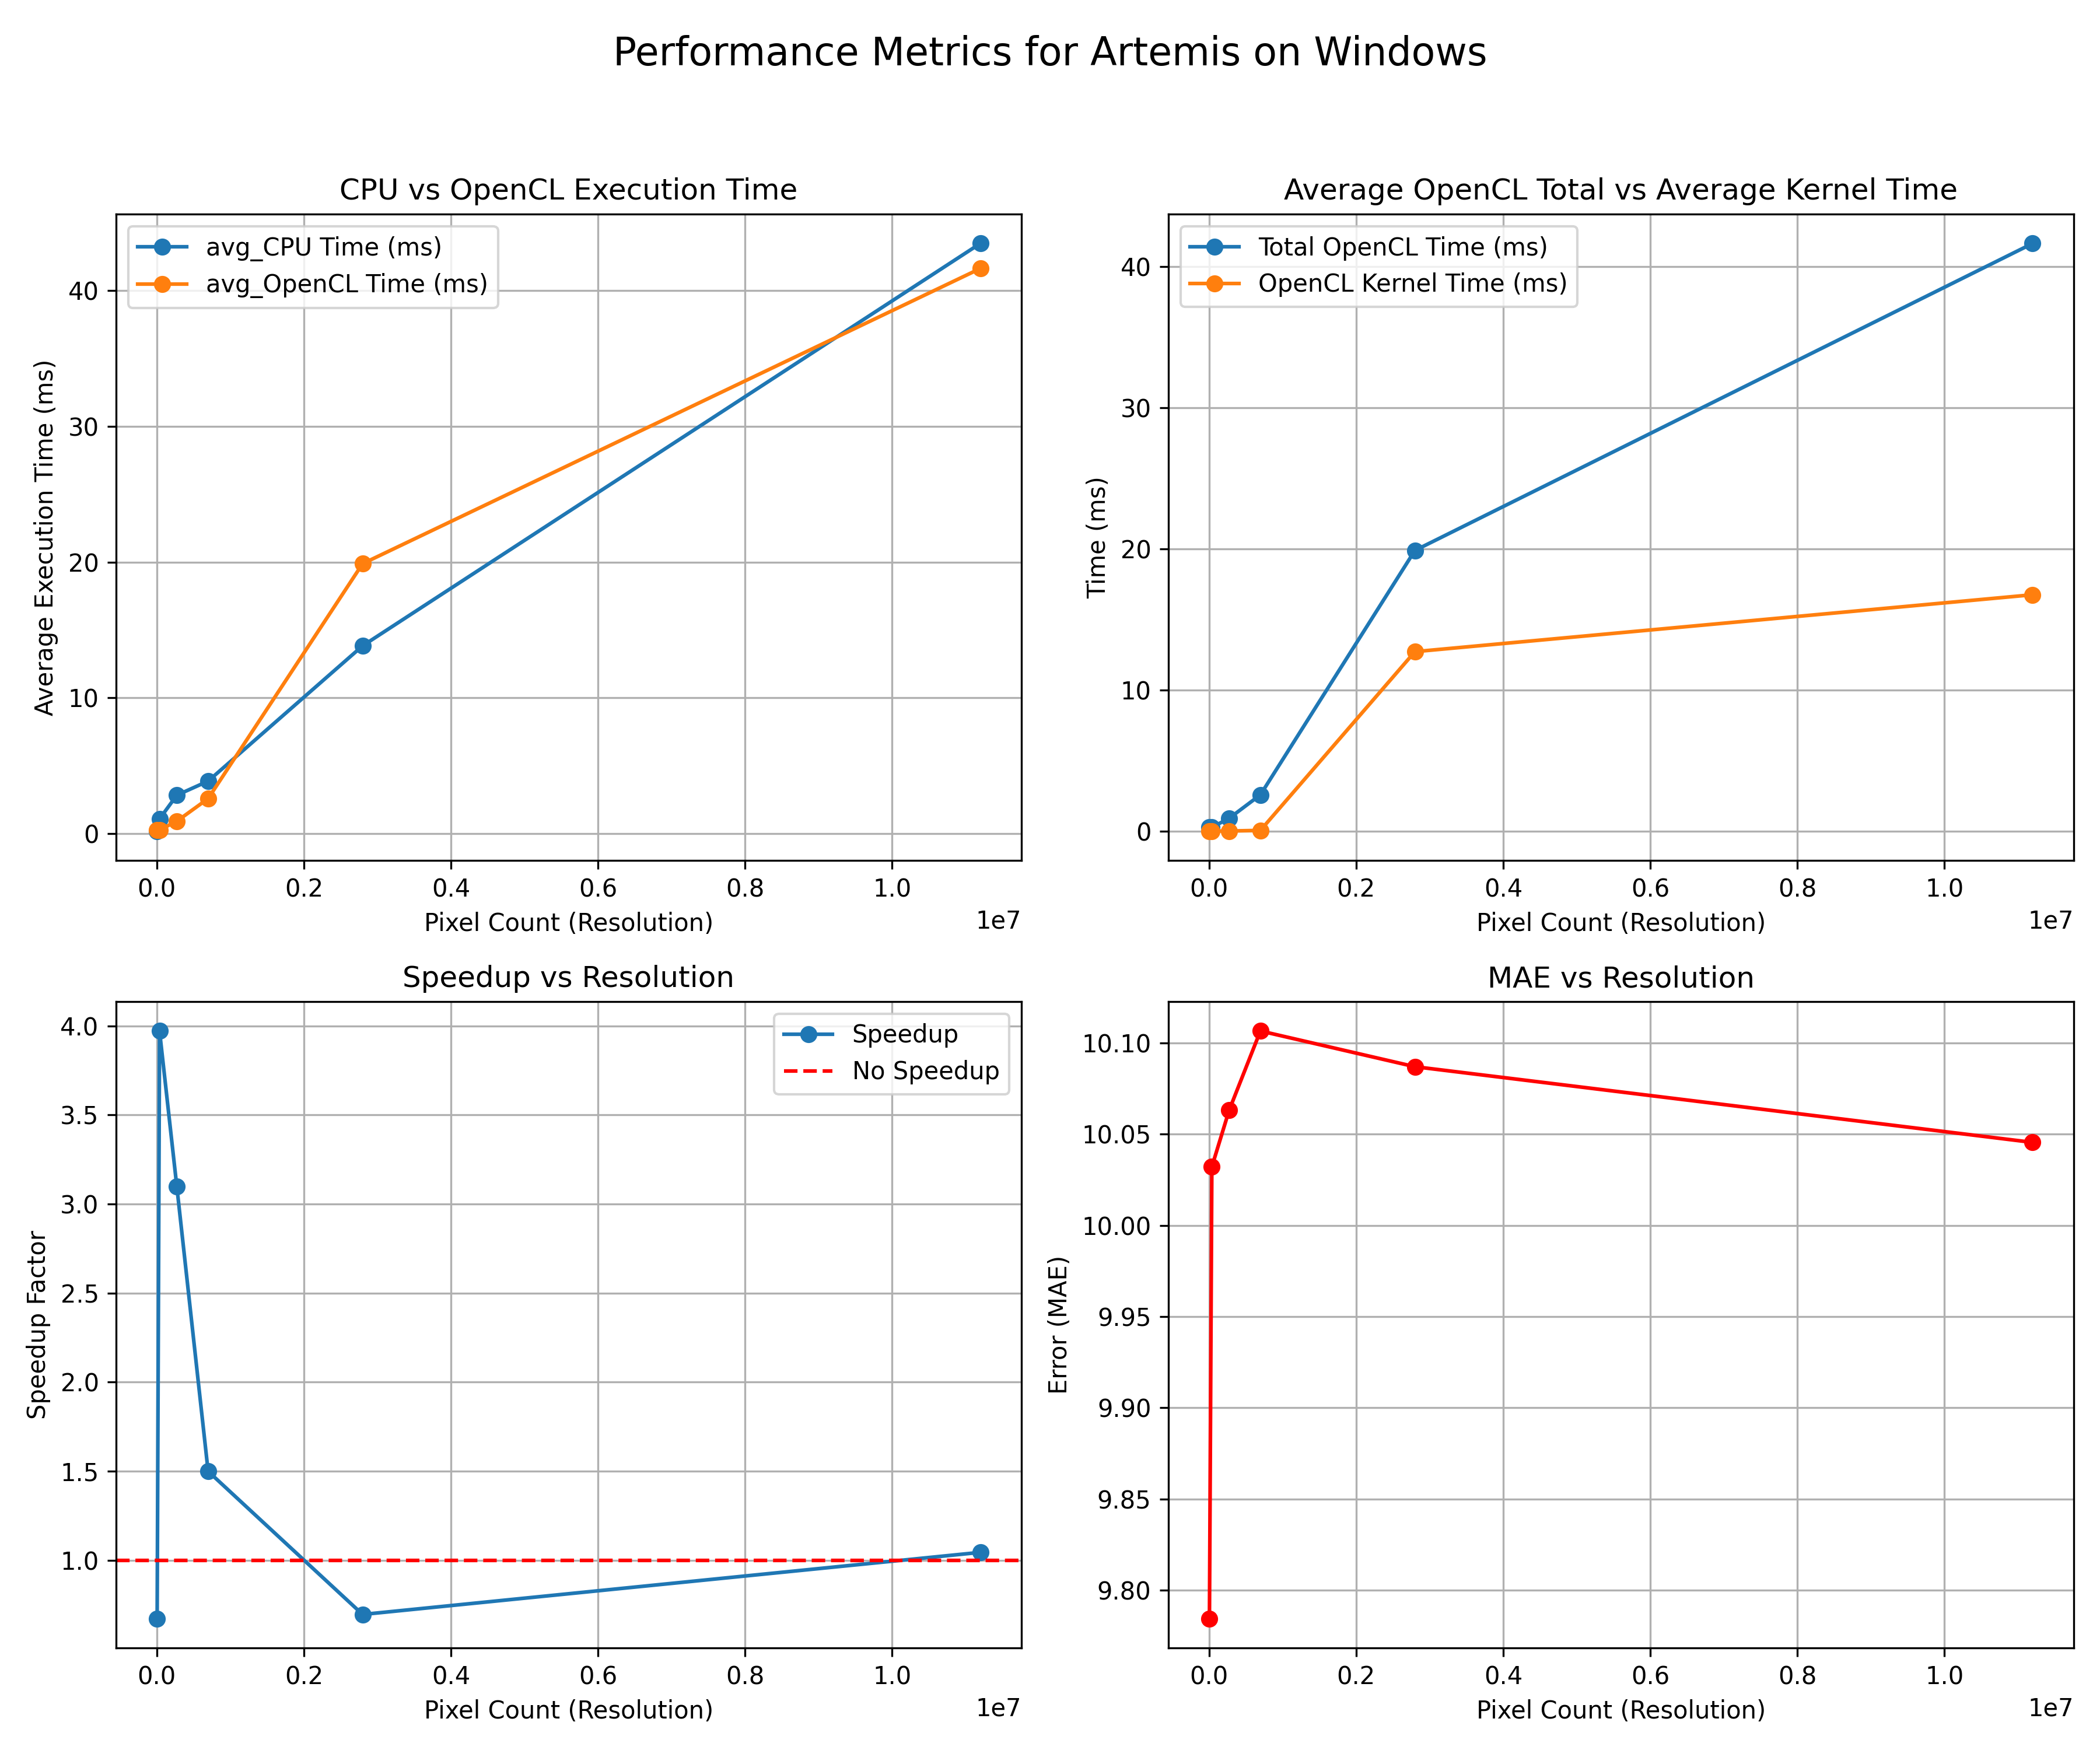 Performance Metrics for Artemis on Windows
CPU vs OpenCL Execution Time
avg_CPU Time (ms)
avg_OpenCL Time (ms)
Average Execution Time (ms)
40
30
20
10
0
0.0 0.2 0.4 0.6 0.8 1.0
1e7
Pixel Count (Resolution)
Average OpenCL Total vs Average Kernel Time
Total OpenCL Time (ms)
OpenCL Kernel Time (ms)
Time (ms)
40
30
20
10
0
0.0 0.2 0.4 0.6 0.8 1.0
1e7
Pixel Count (Resolution)
Speedup vs Resolution
Speedup
No Speedup
Speedup Factor
4.0
3.5
3.0
2.5
2.0
1.5
1.0
0.0 0.2 0.4 0.6 0.8 1.0
1e7
Pixel Count (Resolution)
MAE vs Resolution
Error (MAE)
10.10
10.05
10.00
9.95
9.90
9.85
9.80
0.0 0.2 0.4 0.6 0.8 1.0
1e7
Pixel Count (Resolution)